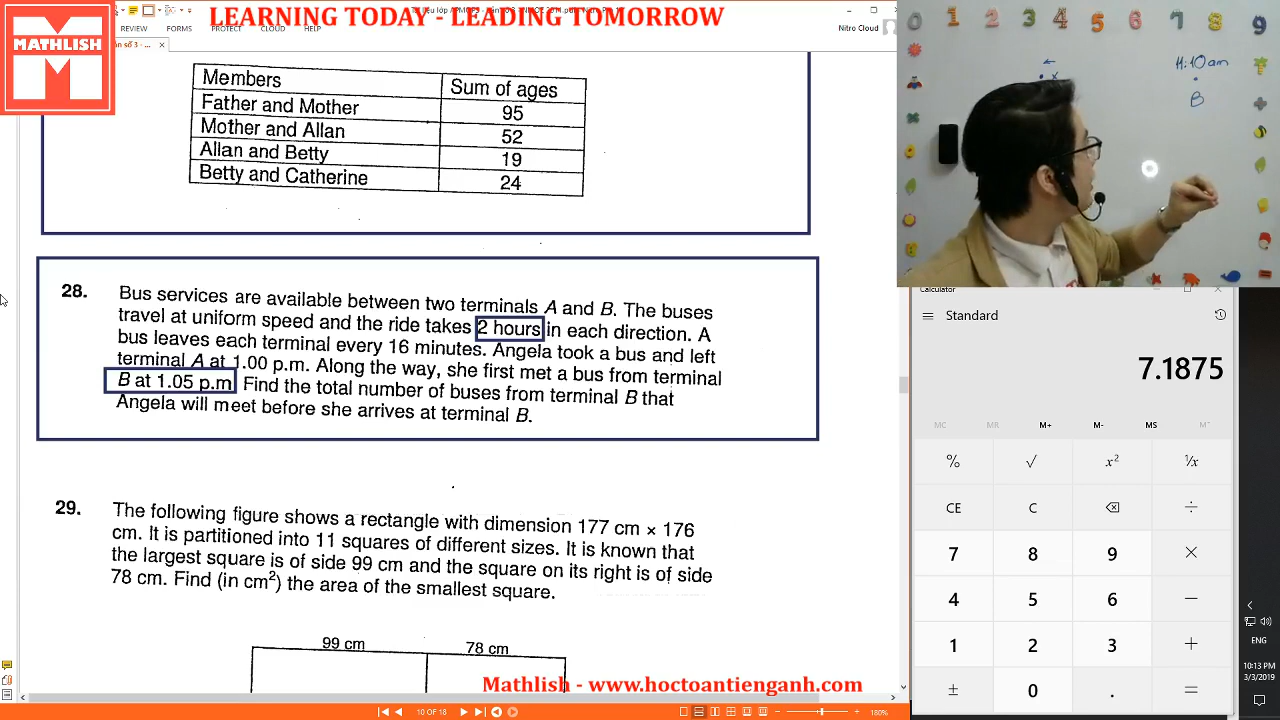 LEARNING TODAY - LEADING TOMORROW
MATHLISH
REVIEW FORMS PROTECT CLOUD HELP
Nitro Cloud
Members Sum of ages
Father and Mother 95
Mother and Allan 52
Allan and Betty 19
Betty and Catherine 24
28. Bus services are available between two terminals A and B. The buses
travel at uniform speed and the ride takes 2 hours in each direction. A
bus leaves each terminal every 16 minutes. Angela took a bus and left
terminal A at 1.00 p.m. Along the way, she first met a bus from terminal
B at 1.05 p.m. Find the total number of buses from terminal B that
Angela will meet before she arrives at terminal B.
29. The following figure shows a rectangle with dimension 177 cm × 176
cm. It is partitioned into 11 squares of different sizes. It is known that
the largest square is of side 99 cm and the square on its right is of side
78 cm. Find (in cm²) the area of the smallest square.
99 cm 78 cm
Mathlish - www.hoctoantienganh.com
10 OF 18
180%
0 1 2 3 4 5 6 7 8
11:10am
B
Calculator
Standard
7.1875
MC MR M+ M- MS
% √ x² ¹/x
CE C ÷
7 8 9 ×
4 5 6 −
1 2 3 +
± 0 . =
ENG
10:13 PM
3/3/2019